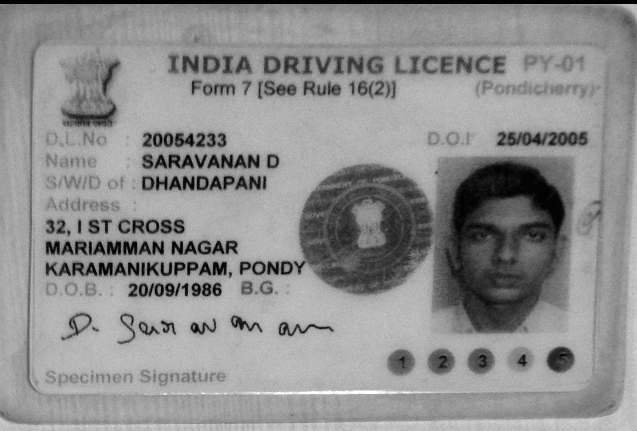 INDIA DRIVING LICENCE PY-01
Form 7 [See Rule 16(2)] (Pondicherry)
D.L.No : 20054233 D.O.I 25/04/2005
Name : SARAVANAN D
S/W/D of : DHANDAPANI
Address :
32, I ST CROSS
MARIAMMAN NAGAR
KARAMANIKUPPAM, PONDY
D.O.B. : 20/09/1986 B.G. :
D. Saravanan
Specimen Signature
1 2 3 4 5